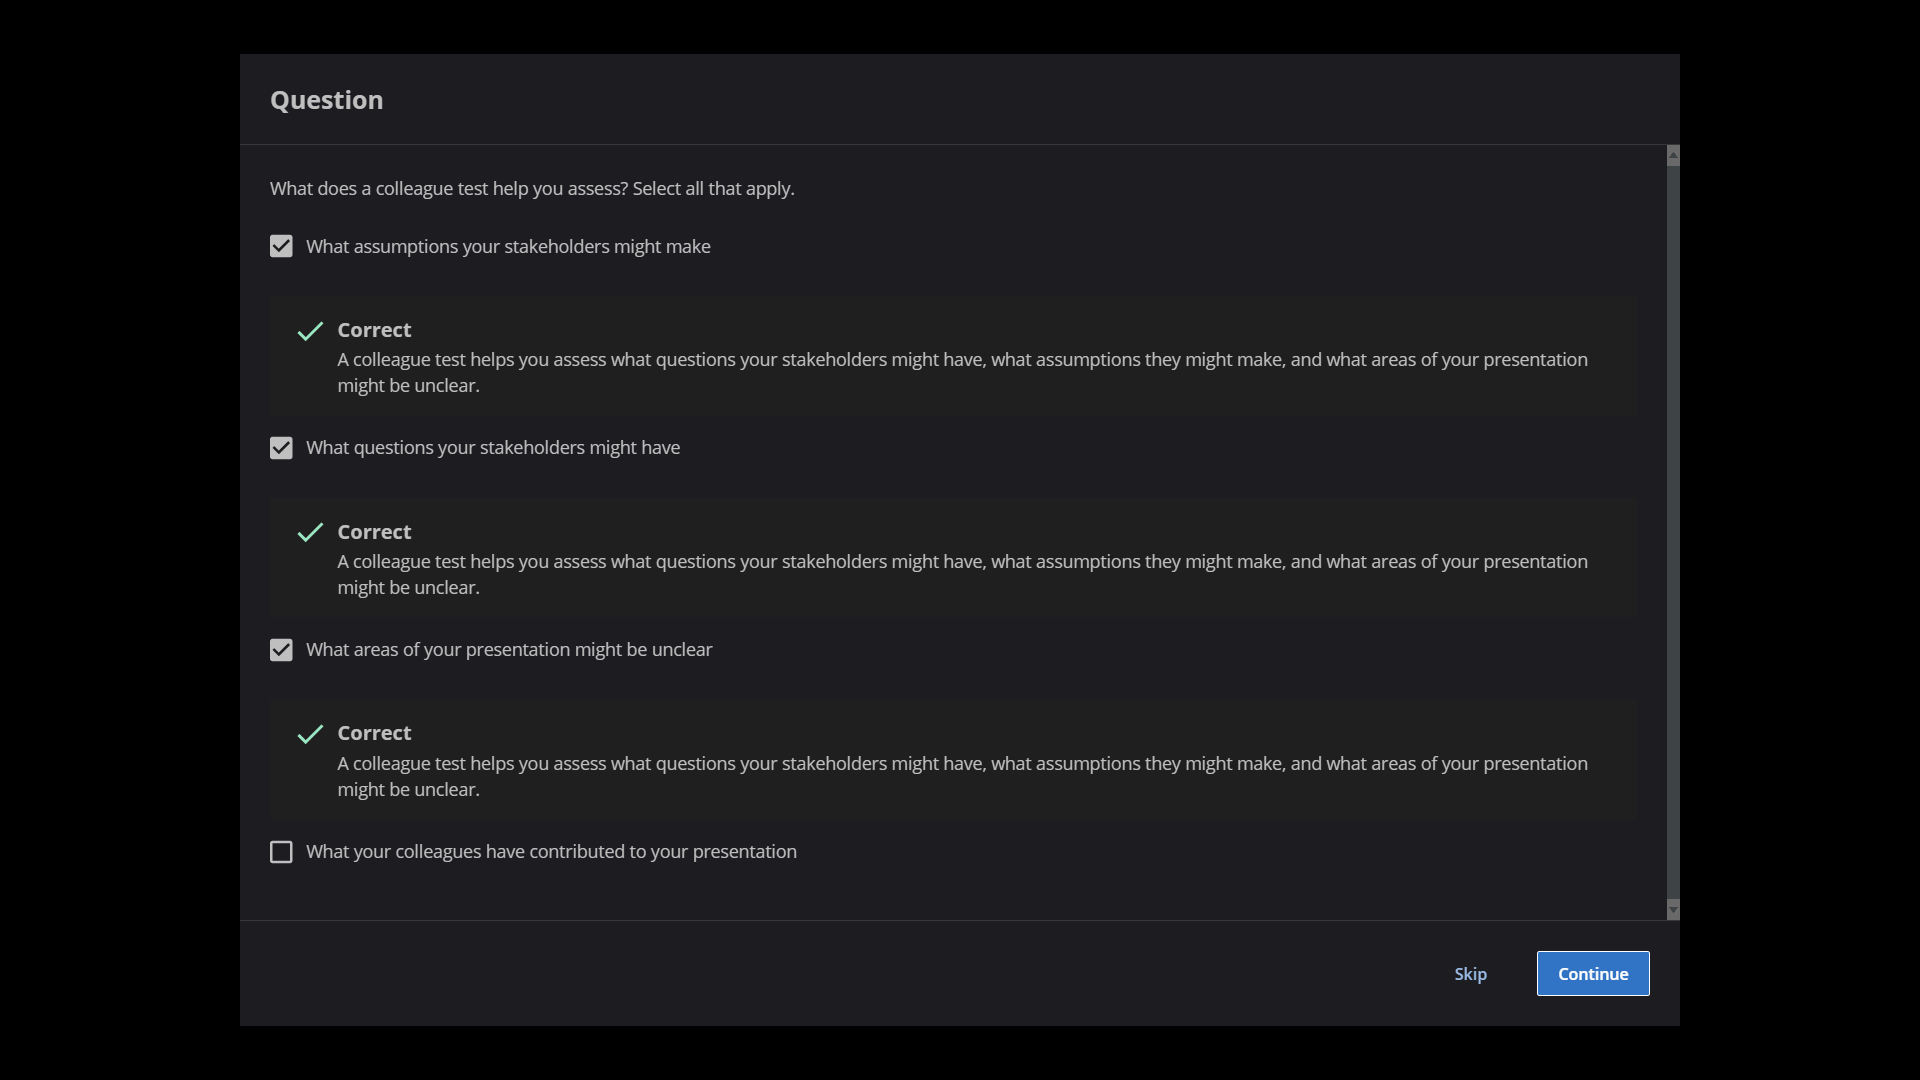 Question
What does a colleague test help you assess? Select all that apply.
What assumptions your stakeholders might make
Correct
A colleague test helps you assess what questions your stakeholders might have, what assumptions they might make, and what areas of your presentation
might be unclear.
What questions your stakeholders might have
Correct
A colleague test helps you assess what questions your stakeholders might have, what assumptions they might make, and what areas of your presentation
might be unclear.
What areas of your presentation might be unclear
Correct
A colleague test helps you assess what questions your stakeholders might have, what assumptions they might make, and what areas of your presentation
might be unclear.
What your colleagues have contributed to your presentation
Skip
Continue